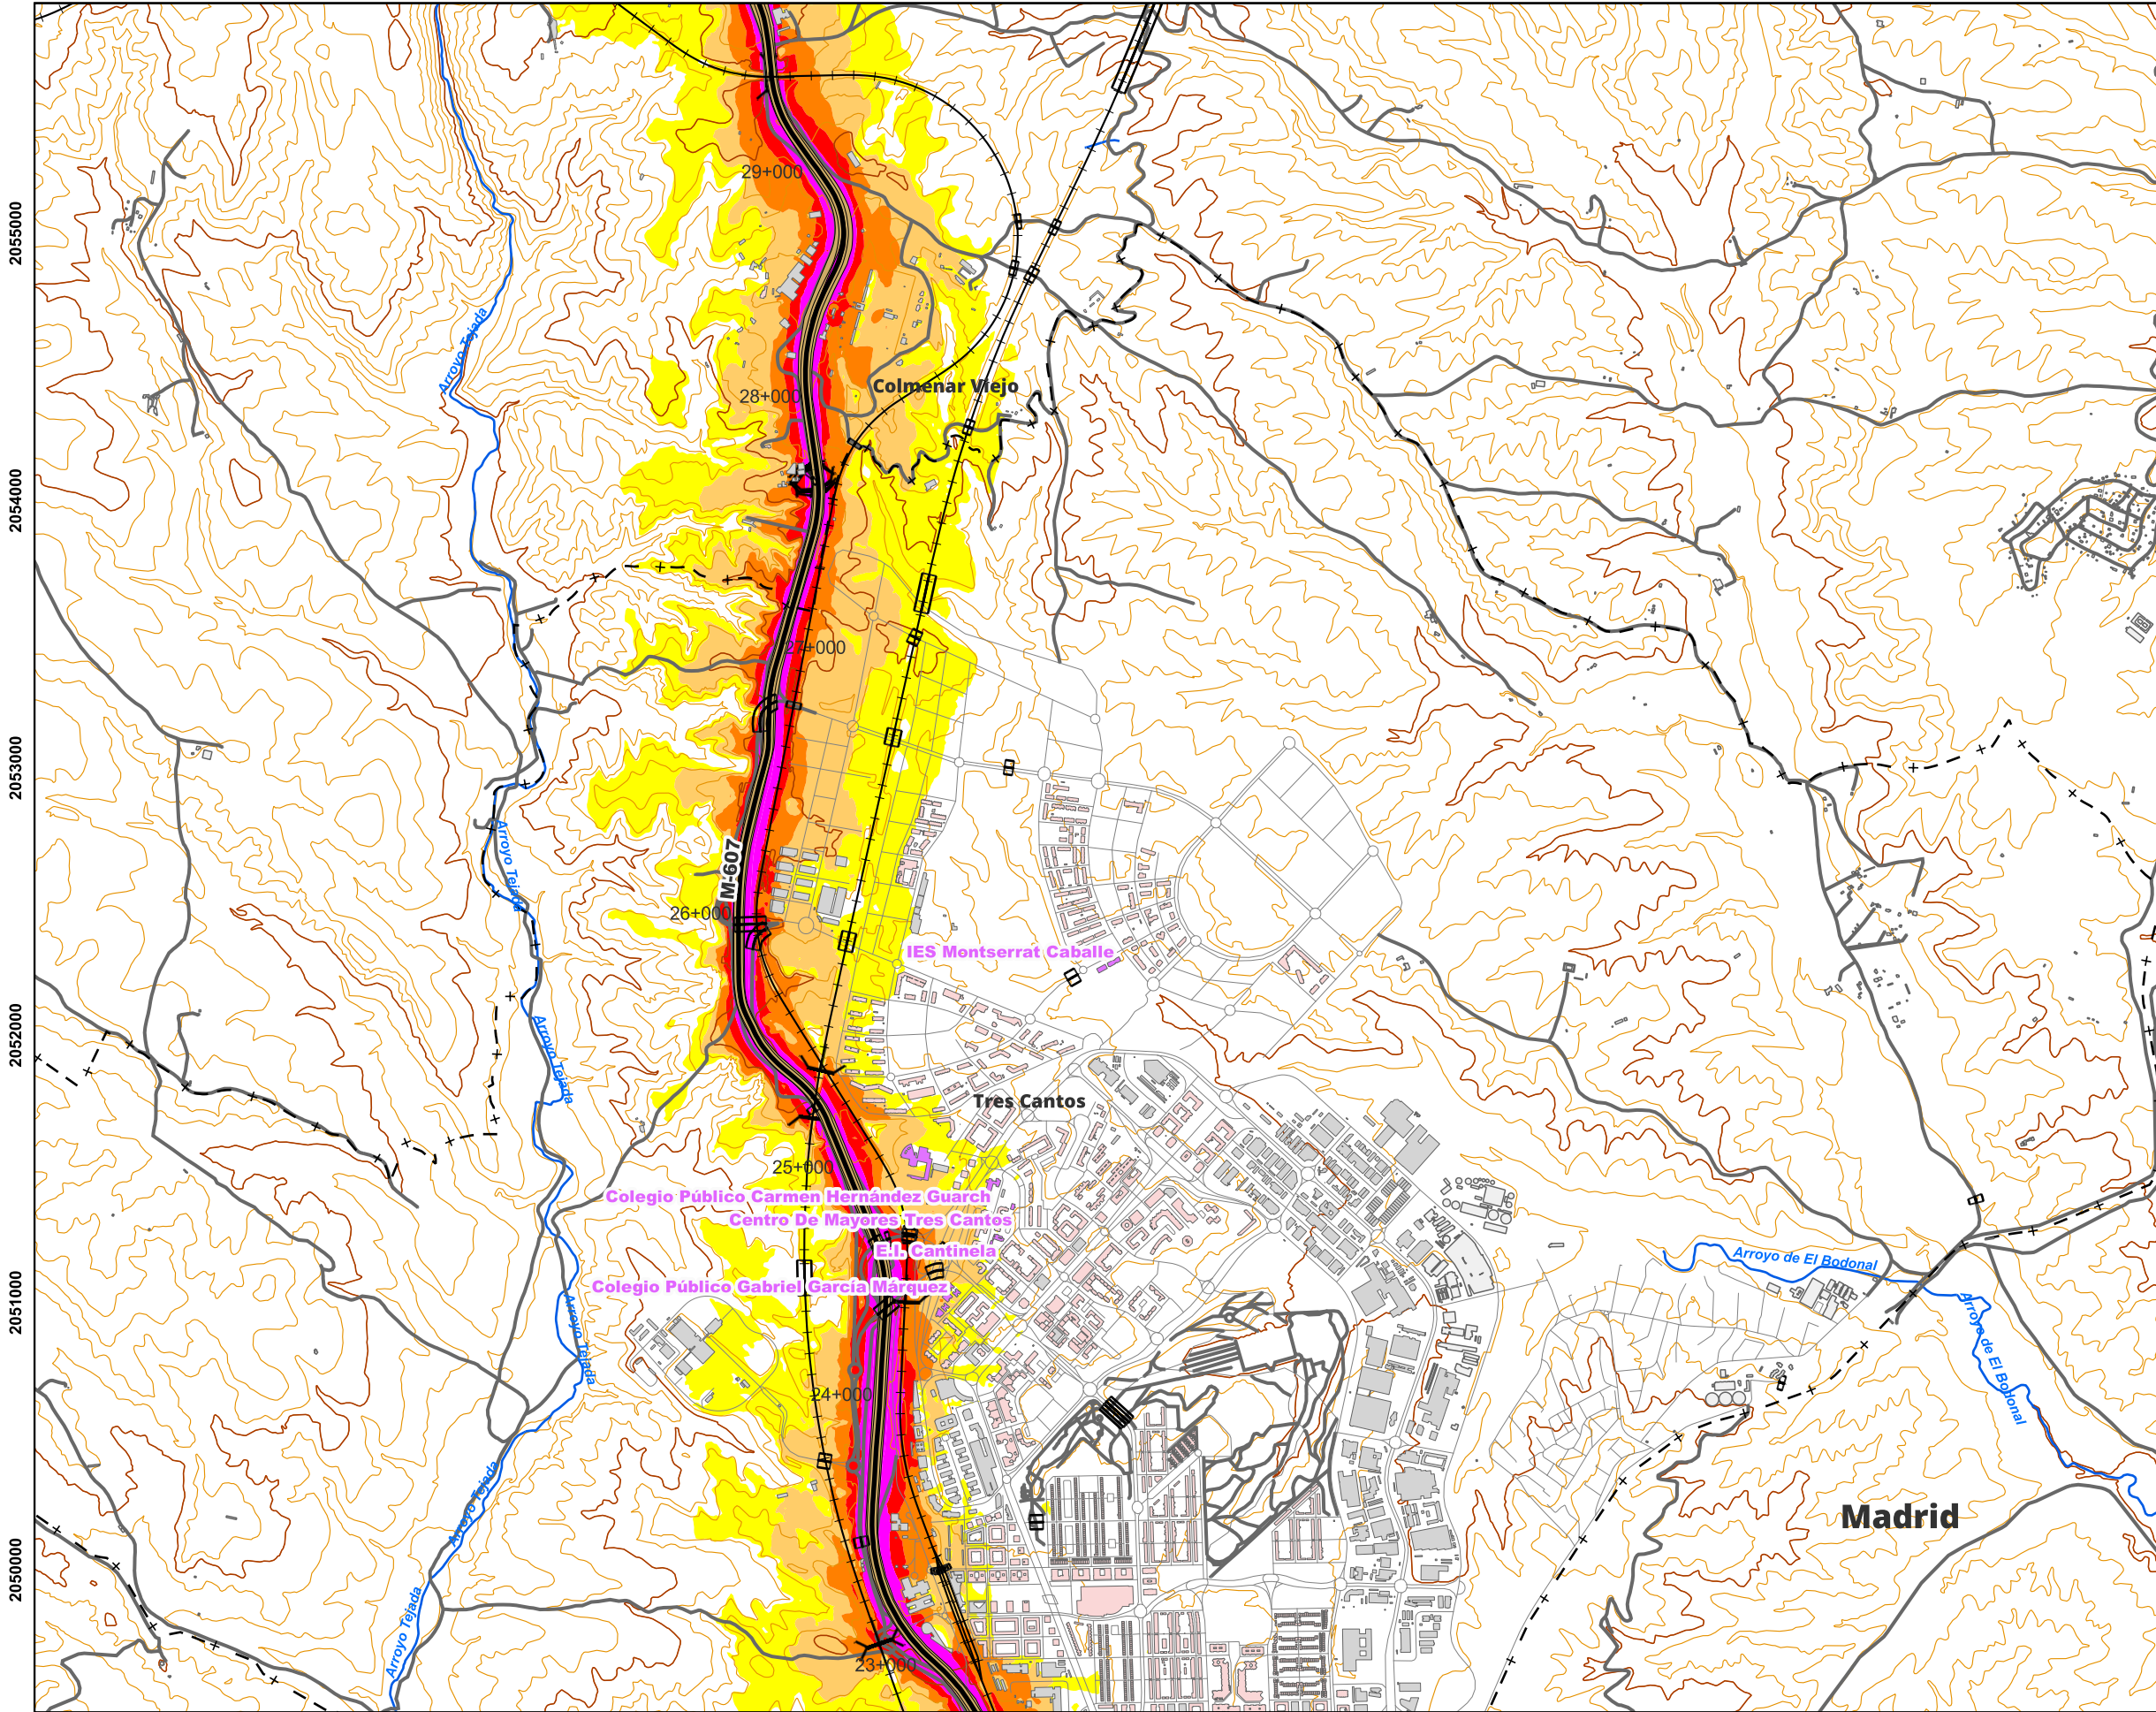 29+000
2055000
Arroyo Tejada
Colmenar Viejo
28+000
2054000
27+000
2053000
Arroyo Tejada
M-607
26+000
IES Montserrat Caballe
2052000
Arroyo Tejada
Tres Cantos
25+000
Colegio Público Carmen Hernández Guarch
Centro De Mayores Tres Cantos
E.I. Cantinela
Arroyo de El Bodonal
Colegio Público Gabriel García Márquez
2051000
Arroyo Tejada
Arroyo de El Bodonal
24+000
Arroyo Tejada
Madrid
2050000
Arroyo Tejada
23+000